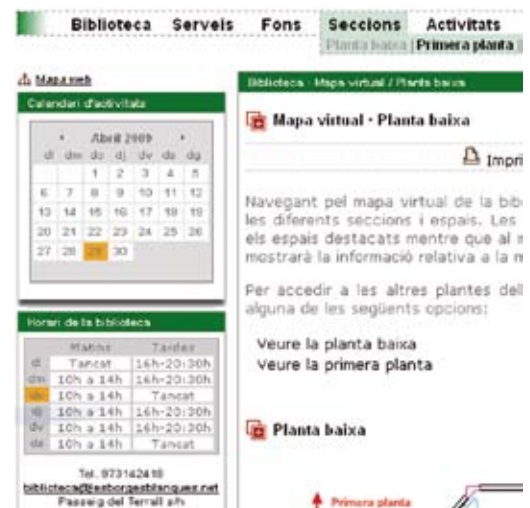 Biblioteca Serveis Fons Seccions Activitats
Planta baixa | Primera planta
Mapa web
Calendari d'activitats
Abril 2009
dl dm dc dj dv ds dg
1 2 3 4 5
6 7 8 9 10 11 12
13 14 15 16 17 18 19
20 21 22 23 24 25 26
27 28 29 30
Horari de la biblioteca
Matins Tardes
dl Tancat 16h-20:30h
dm 10h a 14h 16h-20:30h
dc 10h a 14h Tancat
dj 10h a 14h 16h-20:30h
dv 10h a 14h 16h-20:30h
ds 10h a 14h Tancat
Tel. 973142418
biblioteca@lesborgesblanques.net
Passeig del Terrall s/n
Biblioteca · Mapa virtual / Planta baixa
Mapa virtual · Planta baixa
Impri
Navegant pel mapa virtual de la bib
les diferents seccions i espais. Les
els espais destacats mentre que al
mostrarà la informació relativa a la
Per accedir a les altres plantes del
alguna de les següents opcions:
Veure la planta baixa
Veure la primera planta
Planta baixa
Primera planta